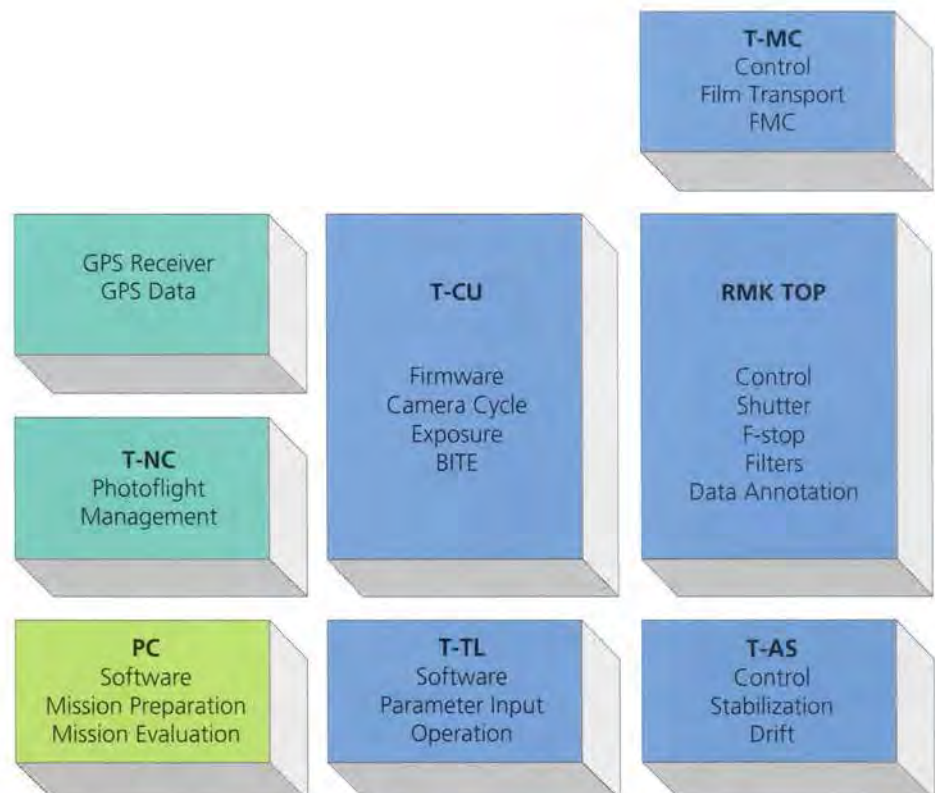 T-MC
Control
Film Transport
FMC
GPS Receiver
GPS Data
T-CU
Firmware
Camera Cycle
Exposure
BITE
RMK TOP
Control
Shutter
F-stop
Filters
Data Annotation
T-NC
Photoflight
Management
PC
Software
Mission Preparation
Mission Evaluation
T-TL
Software
Parameter Input
Operation
T-AS
Control
Stabilization
Drift